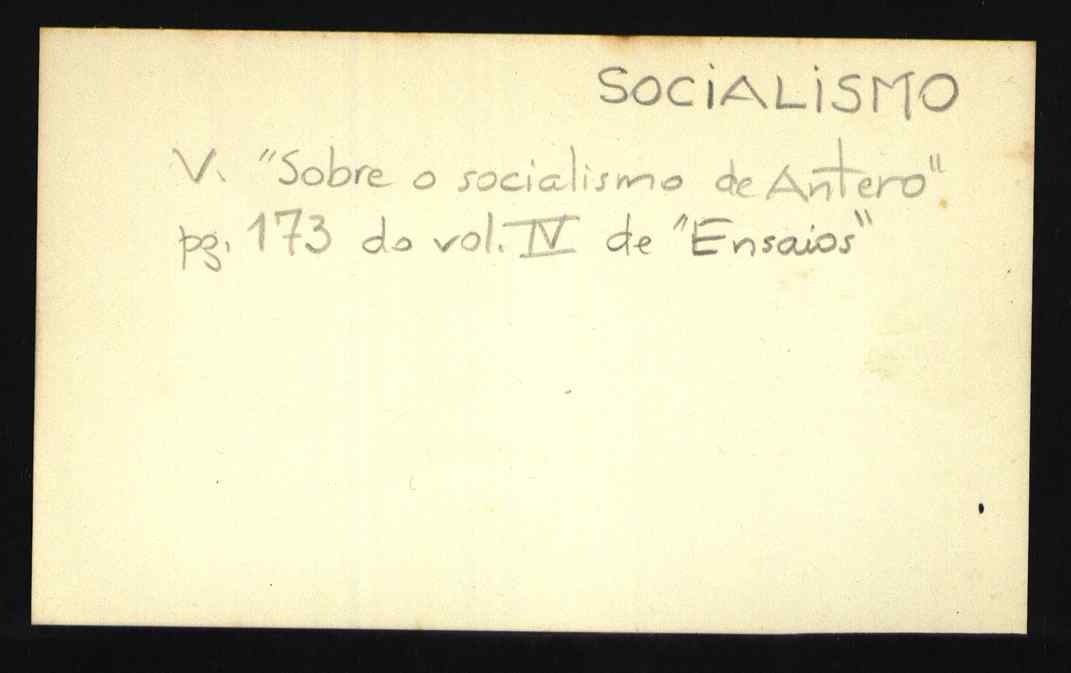 SOCiALiSMO
V. "Sobre o socialismo de Antero".
pg. 173 do vol. IV de "Ensaios"